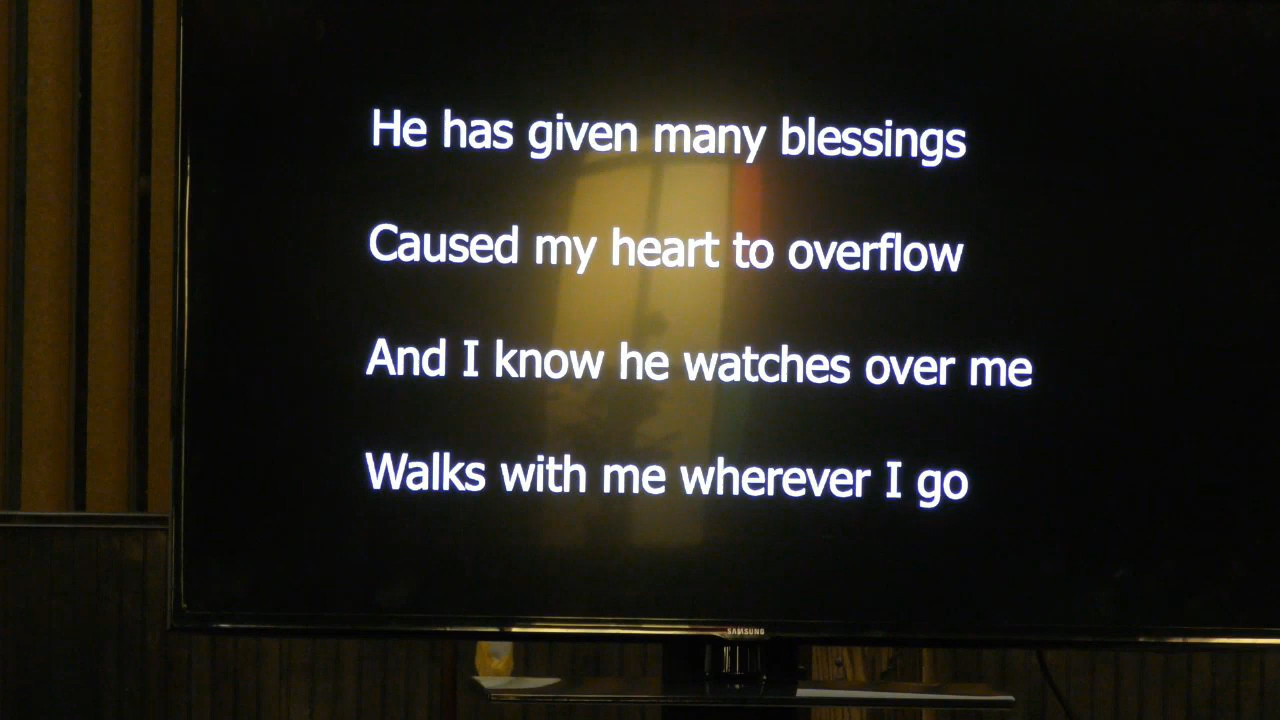 He has given many blessings
Caused my heart to overflow
And I know he watches over me
Walks with me wherever I go
SAMSUNG